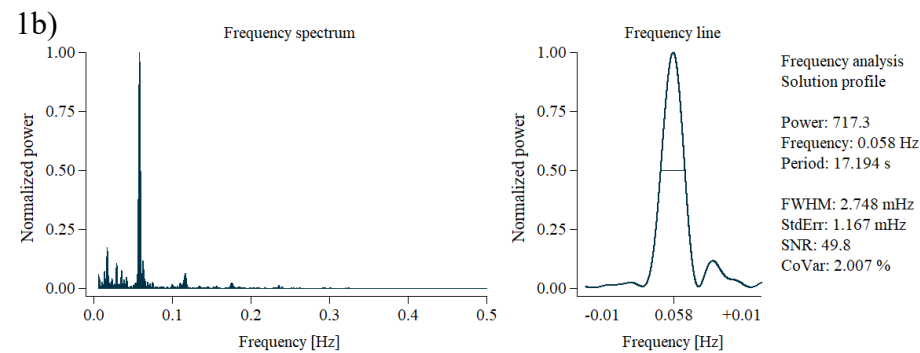 1b)
Frequency spectrum
Normalized power
1.00
0.75
0.50
0.25
0.00
0.0 0.1 0.2 0.3 0.4 0.5
Frequency [Hz]
Frequency line
Normalized power
1.00
0.75
0.50
0.25
0.00
-0.01 0.058 +0.01
Frequency [Hz]
Frequency analysis
Solution profile
Power: 717.3
Frequency: 0.058 Hz
Period: 17.194 s
FWHM: 2.748 mHz
StdErr: 1.167 mHz
SNR: 49.8
CoVar: 2.007 %